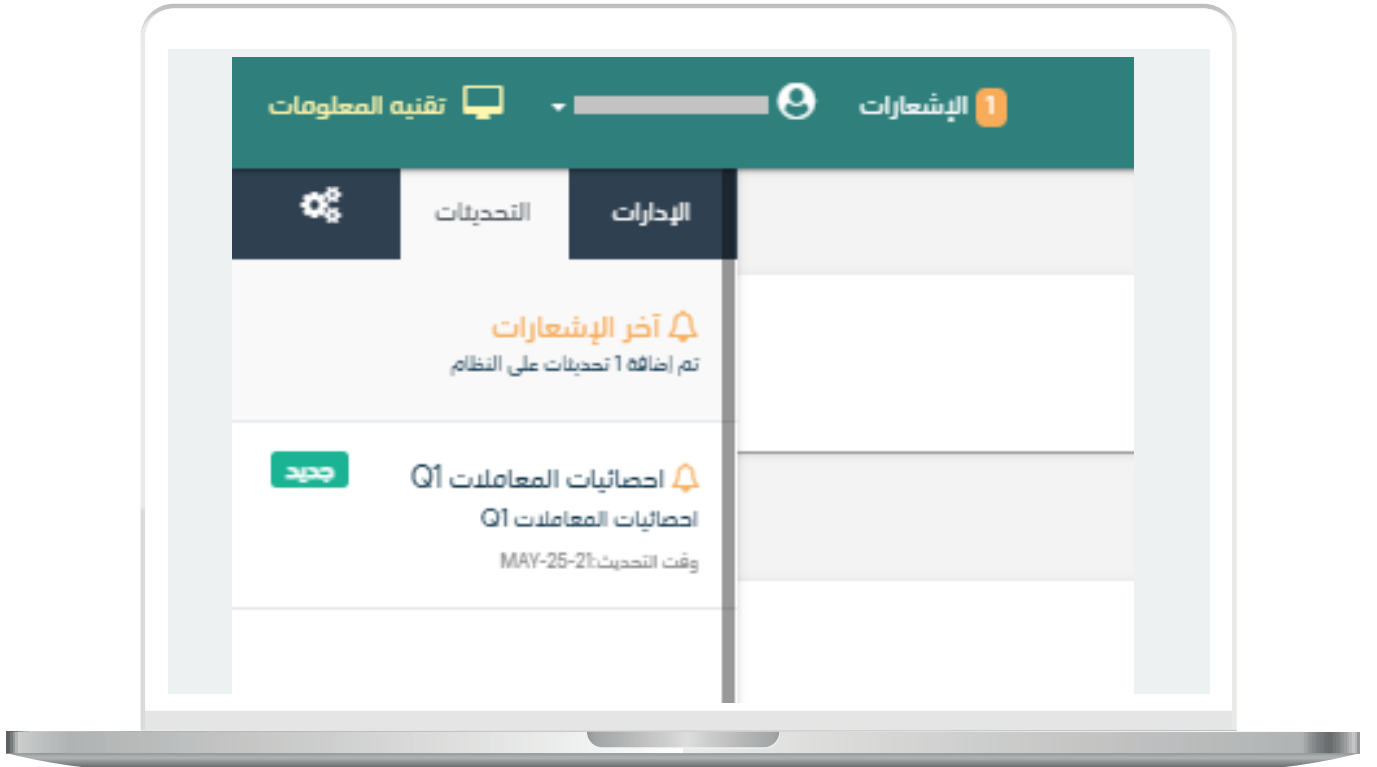 1 الإشعارات
تقنيه المعلومات
الإدارات
التحديثات
آخر الإشعارات
تم إضافة 1 تحديثات على النظام
احصائيات المعاملات Q1
جديد
احصائيات المعاملات Q1
وقت التحديث:21-MAY-25